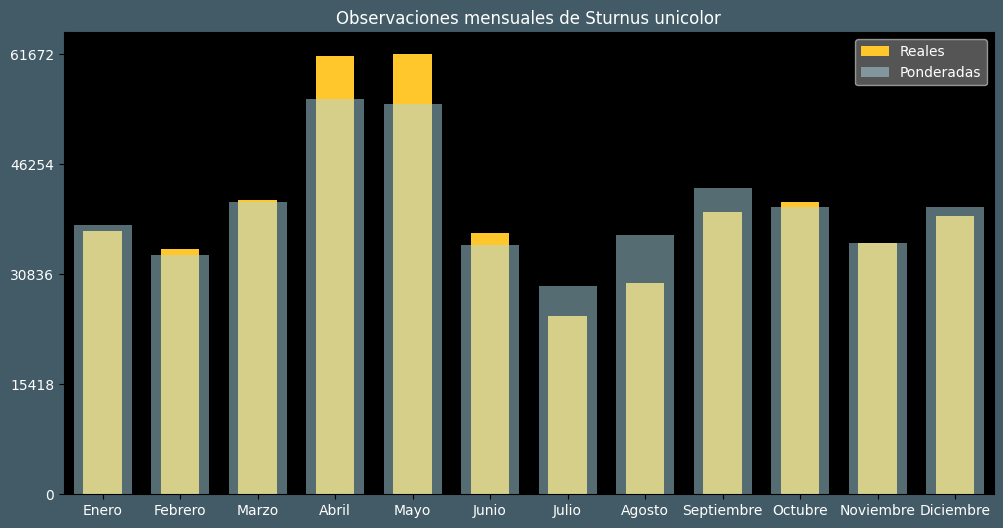 Observaciones mensuales de Sturnus unicolor
Reales
Ponderadas
61672
46254
30836
15418
0
Enero Febrero Marzo Abril Mayo Junio Julio Agosto Septiembre Octubre Noviembre Diciembre